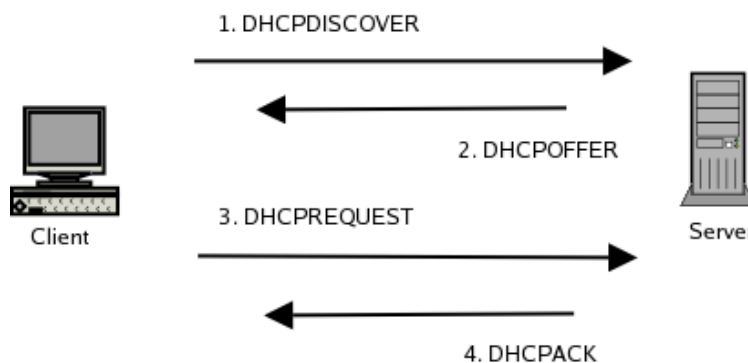 1. DHCPDISCOVER
2. DHCPOFFER
Client
3. DHCPREQUEST
Server
4. DHCPACK